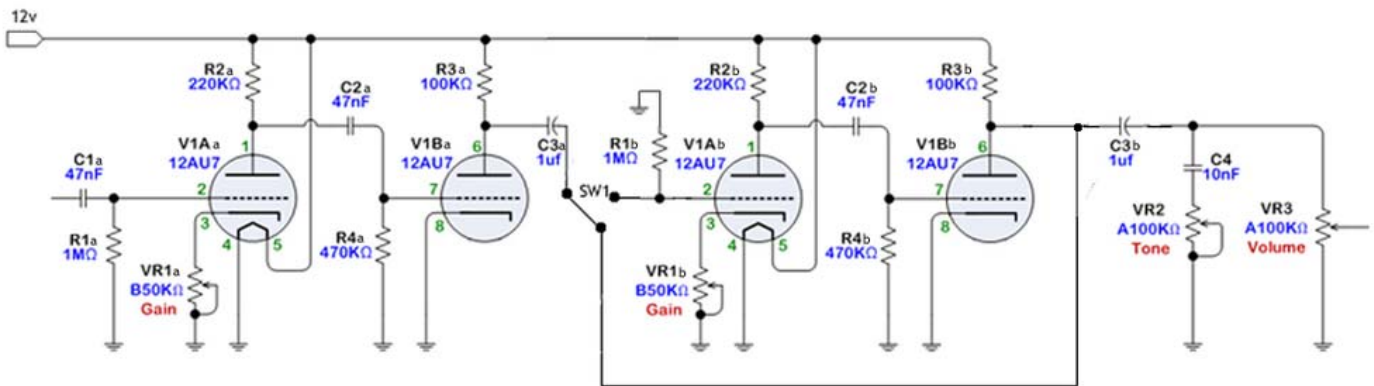 12v
R2a
220KΩ
C2a
47nF
R3a
100KΩ
R2b
220KΩ
C2b
47nF
R3b
100KΩ
C1a
47nF
V1Aa
12AU7
1
2
3
4
5
R1a
1MΩ
VR1a
B50KΩ
Gain
V1Ba
12AU7
6
7
8
R4a
470KΩ
C3a
1uf
SW1
R1b
1MΩ
V1Ab
12AU7
1
2
3
4
5
VR1b
B50KΩ
Gain
V1Bb
12AU7
6
7
8
R4b
470KΩ
C3b
1uf
C4
10nF
VR2
A100KΩ
Tone
VR3
A100KΩ
Volume